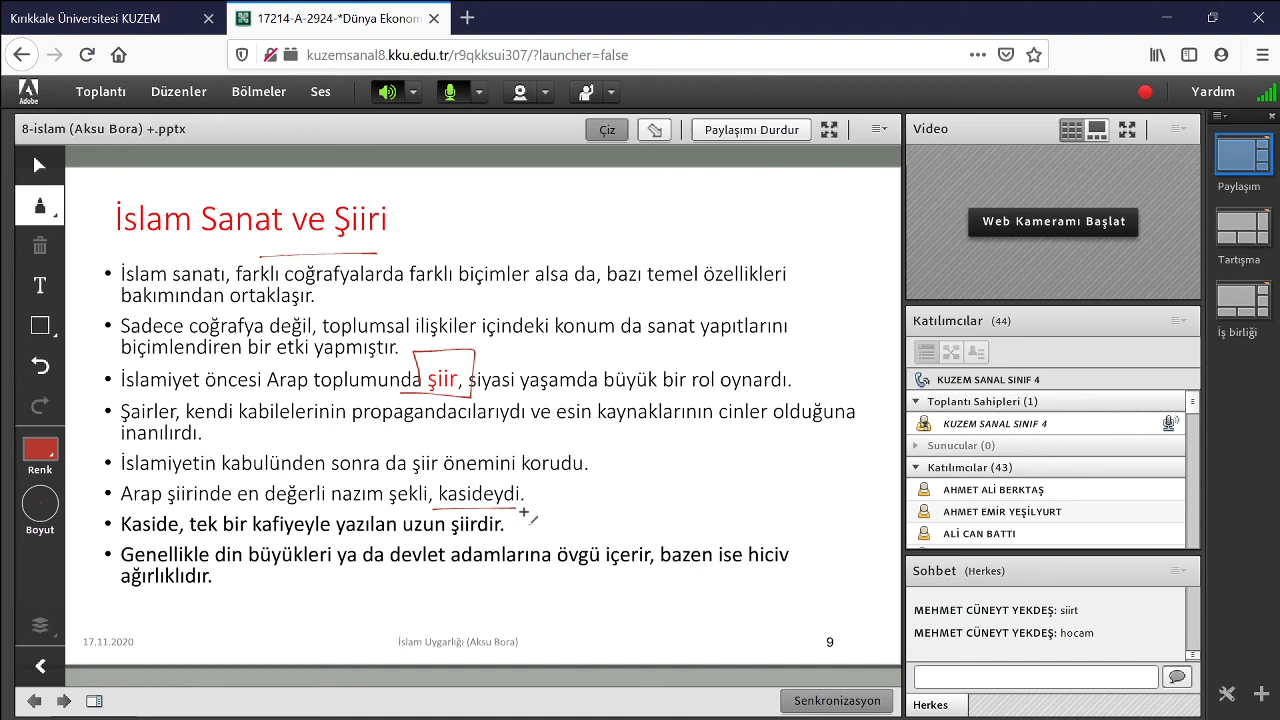 Kırıkkale Üniversitesi KUZEM
17214-A-2924-*Dünya Ekonom
kuzemsanal8.kku.edu.tr/r9qkksui307/?launcher=false
Adobe
Toplantı
Düzenler
Bölmeler
Ses
Yardım
8-islam (Aksu Bora) +.pptx
Çiz
Paylaşımı Durdur
İslam Sanat ve Şiiri
• İslam sanatı, farklı coğrafyalarda farklı biçimler alsa da, bazı temel özellikleri
bakımından ortaklaşır.
• Sadece coğrafya değil, toplumsal ilişkiler içindeki konum da sanat yapıtlarını
biçimlendiren bir etki yapmıştır.
• İslamiyet öncesi Arap toplumunda şiir, siyasi yaşamda büyük bir rol oynardı.
• Şairler, kendi kabilelerinin propagandacılarıydı ve esin kaynaklarının cinler olduğuna
inanılırdı.
• İslamiyetin kabulünden sonra da şiir önemini korudu.
• Arap şiirinde en değerli nazım şekli, kasideydi.
• Kaside, tek bir kafiyeyle yazılan uzun şiirdir.
• Genellikle din büyükleri ya da devlet adamlarına övgü içerir, bazen ise hiciv
ağırlıklıdır.
17.11.2020
İslam Uygarlığı (Aksu Bora)
9
T
Renk
Boyut
Senkronizasyon
Video
Web Kameramı Başlat
Katılımcılar (44)
KUZEM SANAL SINIF 4
Toplantı Sahipleri (1)
KUZEM SANAL SINIF 4
Sunucular (0)
Katılımcılar (43)
AHMET ALİ BERKTAŞ
AHMET EMİR YEŞİLYURT
ALİ CAN BATTI
Sohbet (Herkes)
MEHMET CÜNEYT YEKDEŞ: siirt
MEHMET CÜNEYT YEKDEŞ: hocam
Herkes
Paylaşım
Tartışma
İş birliği